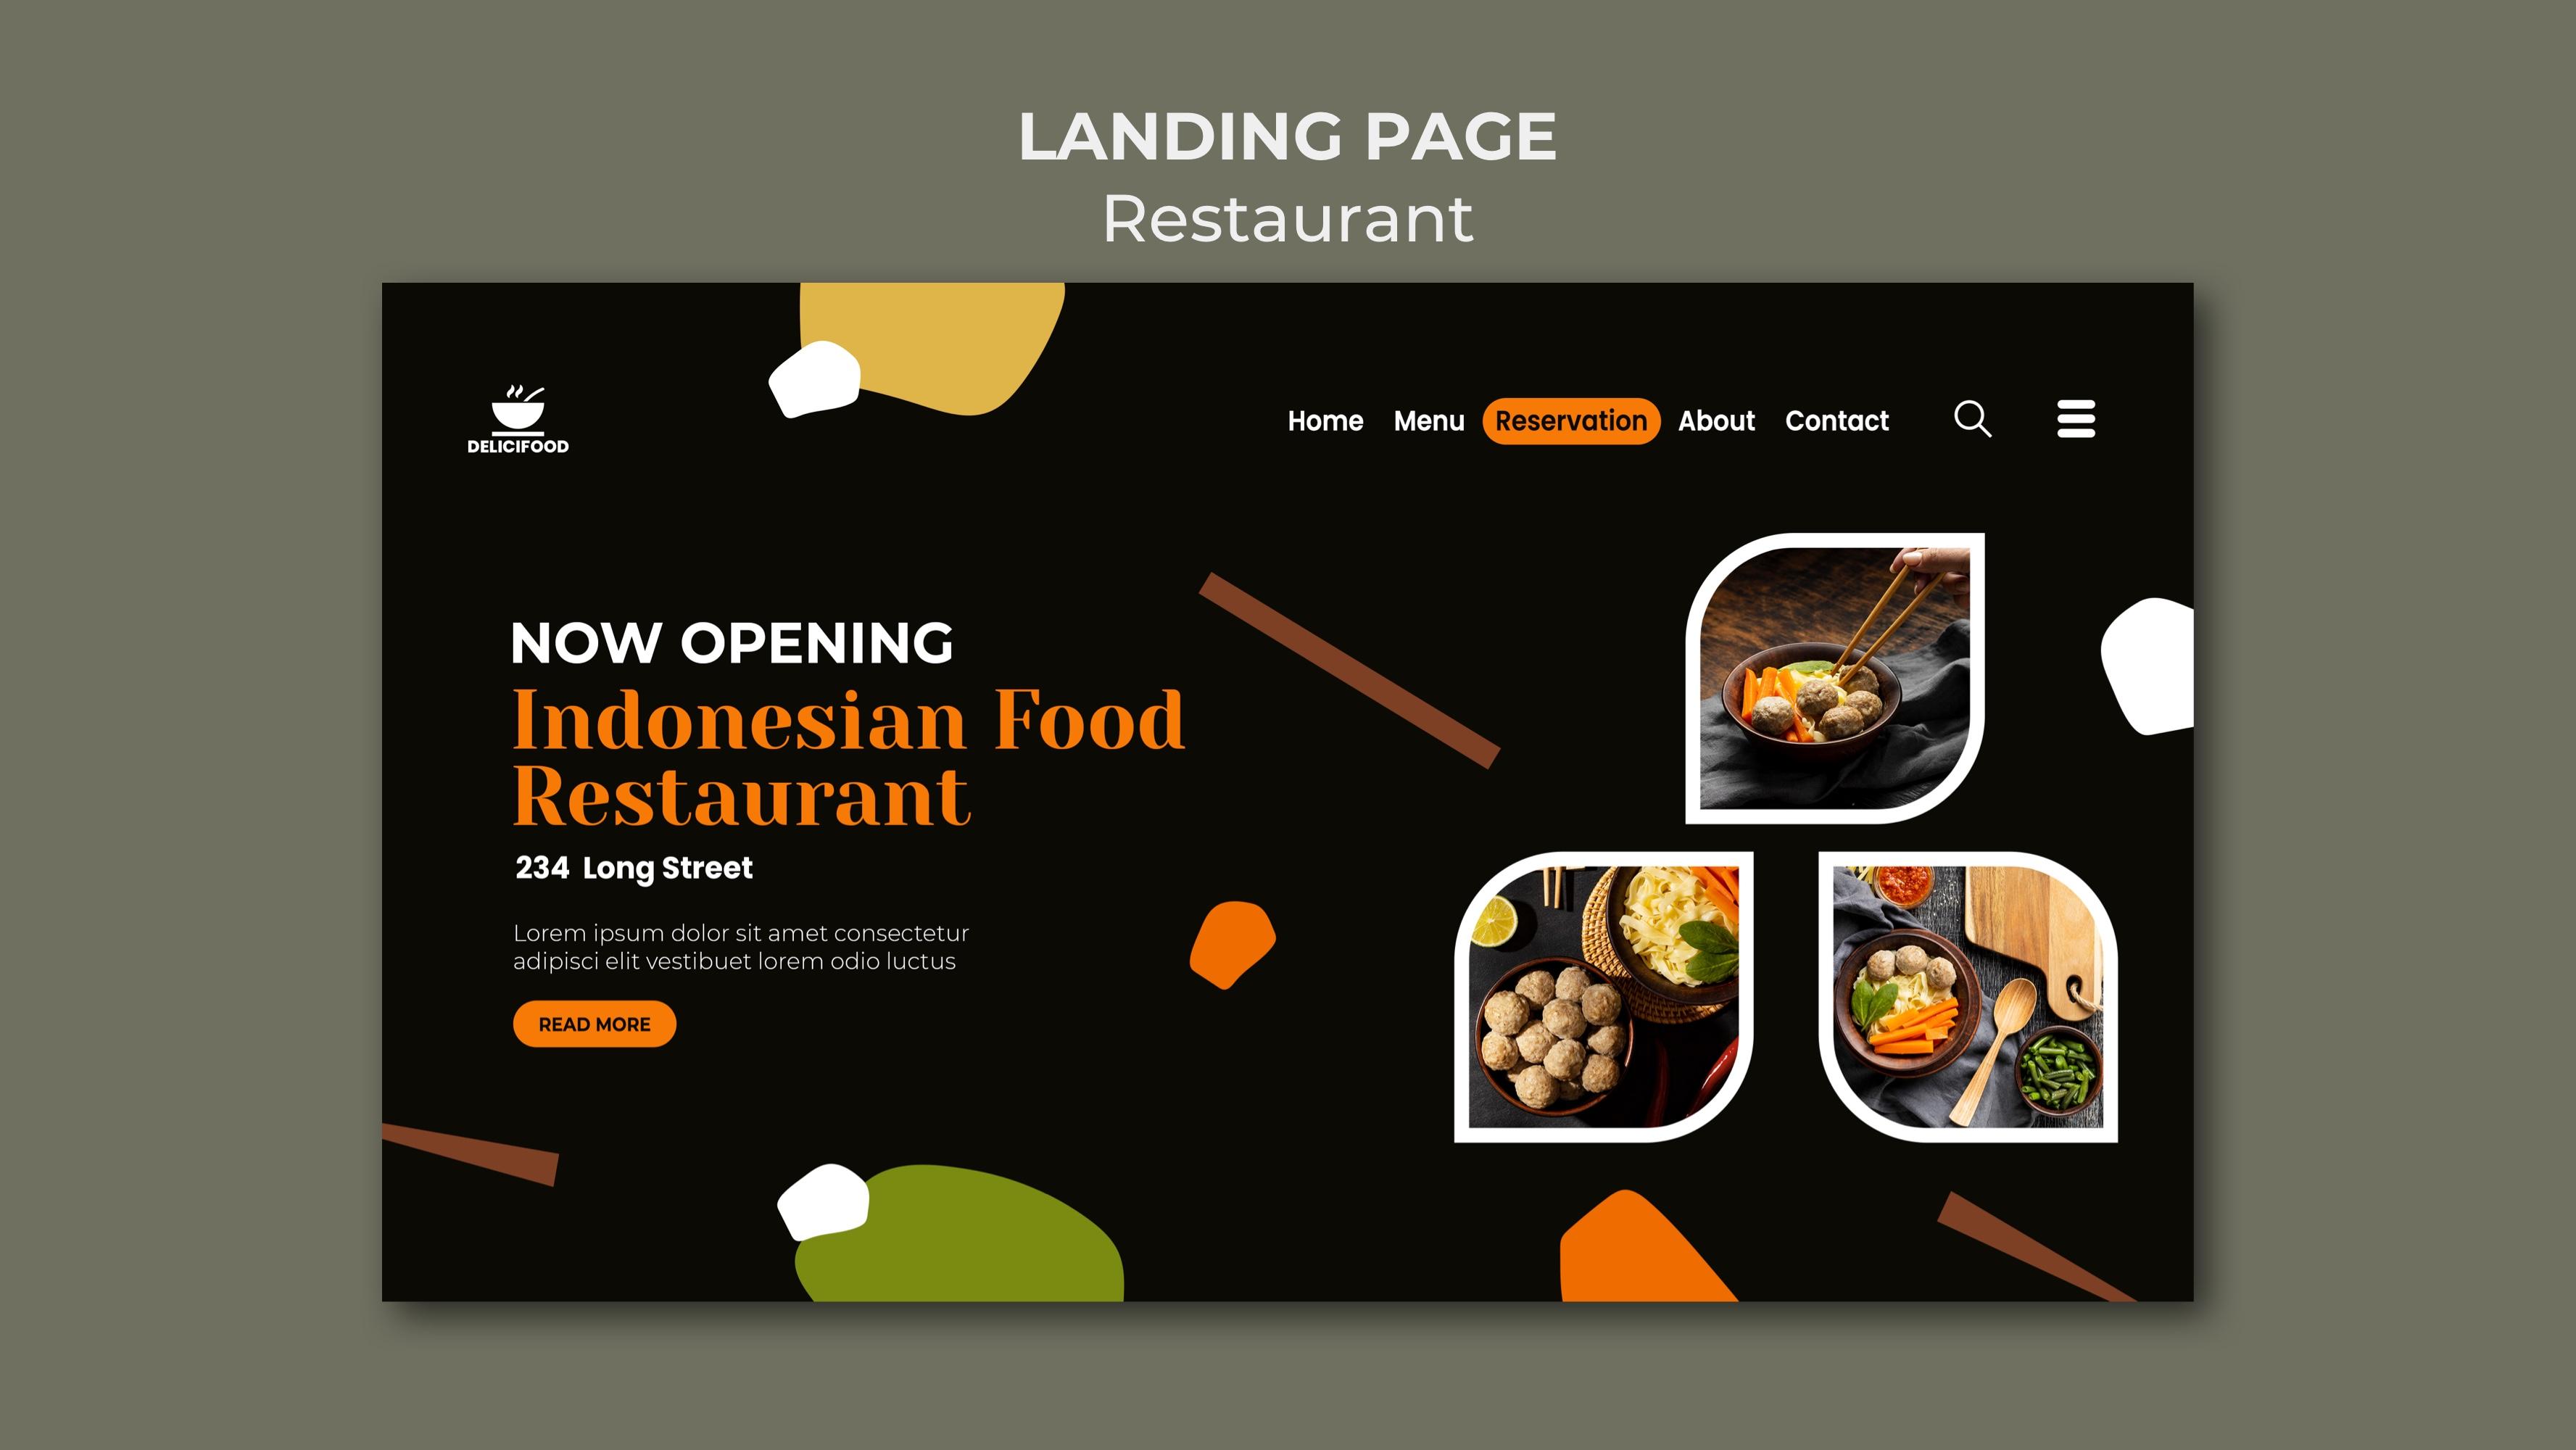 LANDING PAGE
Restaurant
DELICIFOOD
Home Menu Reservation About Contact
NOW OPENING
Indonesian Food
Restaurant
234 Long Street
Lorem ipsum dolor sit amet consectetur
adipisci elit vestibuet lorem odio luctus
READ MORE